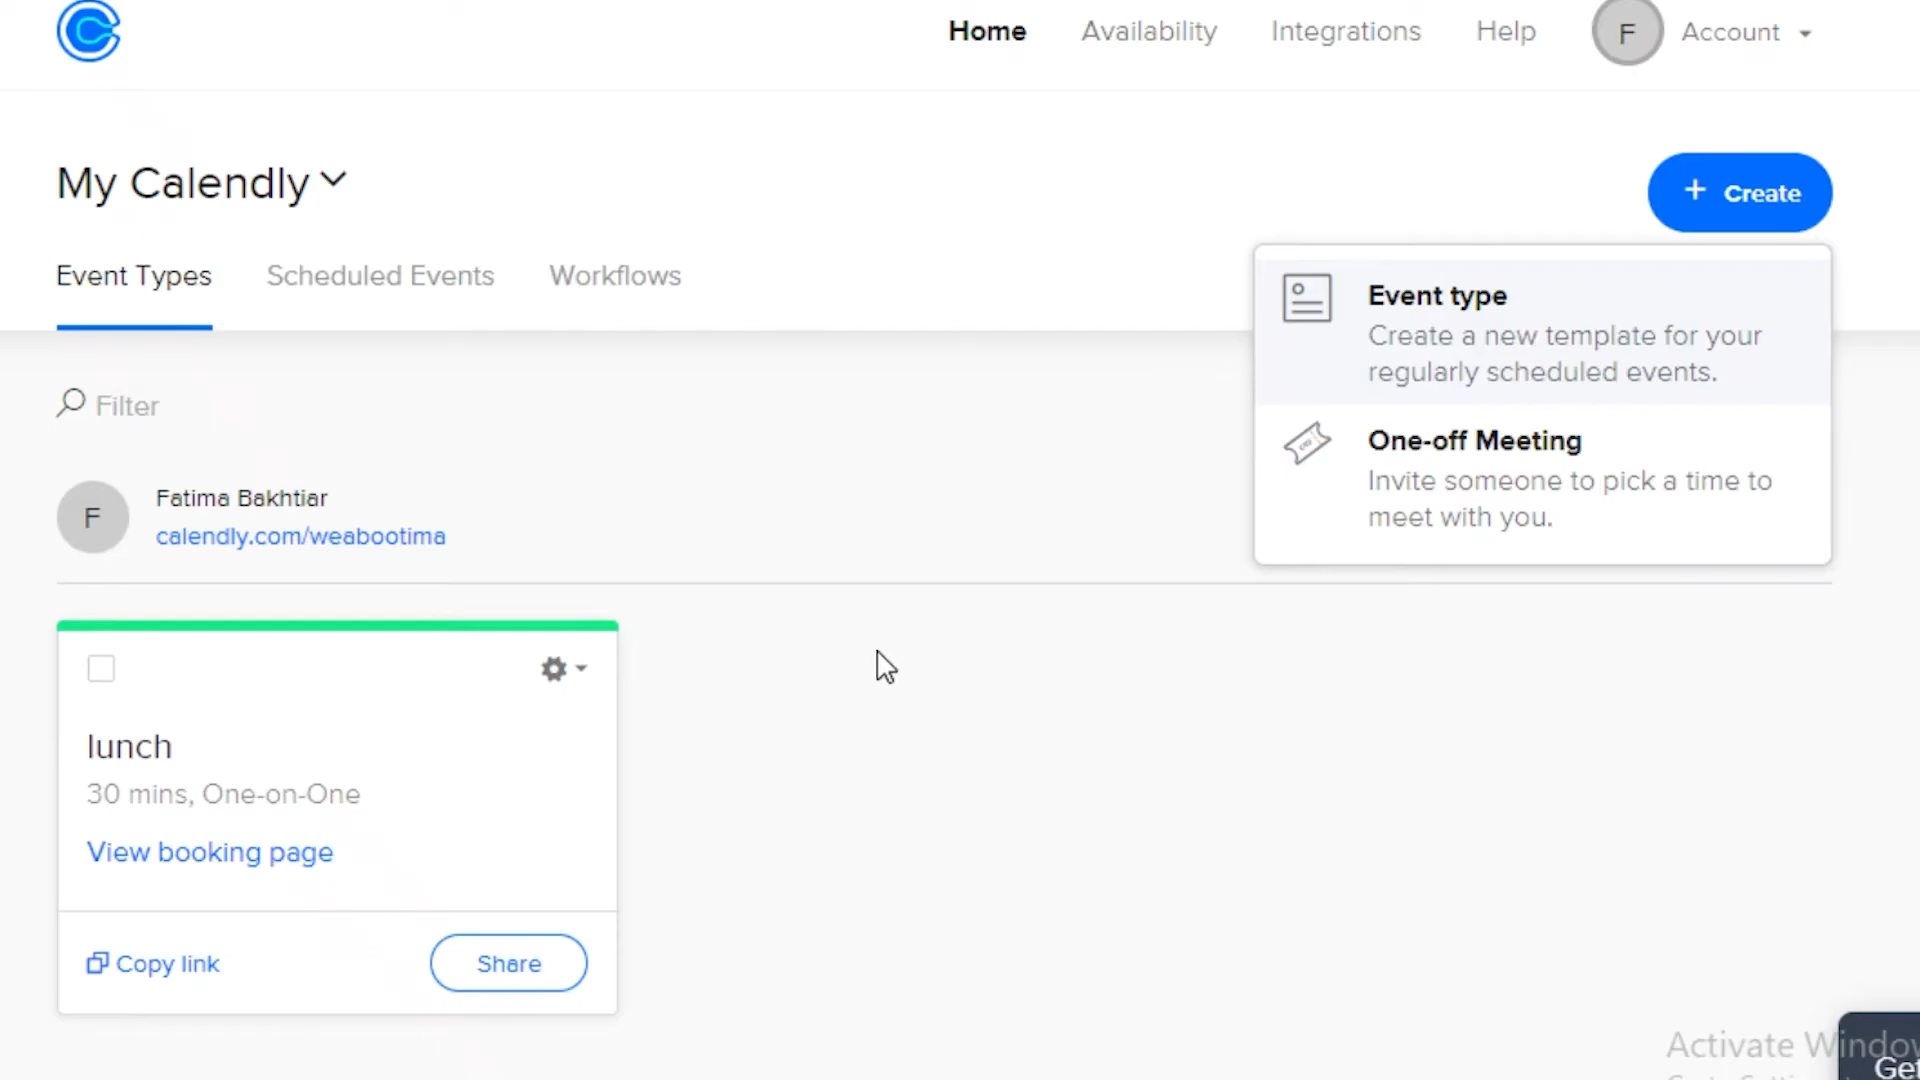 Home Availability Integrations Help F Account
My Calendly
+ Create
Event Types Scheduled Events Workflows
Event type
Create a new template for your
regularly scheduled events.
Filter
One-off Meeting
Invite someone to pick a time to
meet with you.
F
Fatima Bakhtiar
calendly.com/weabootima
lunch
30 mins, One-on-One
View booking page
Copy link
Share
Activate Window